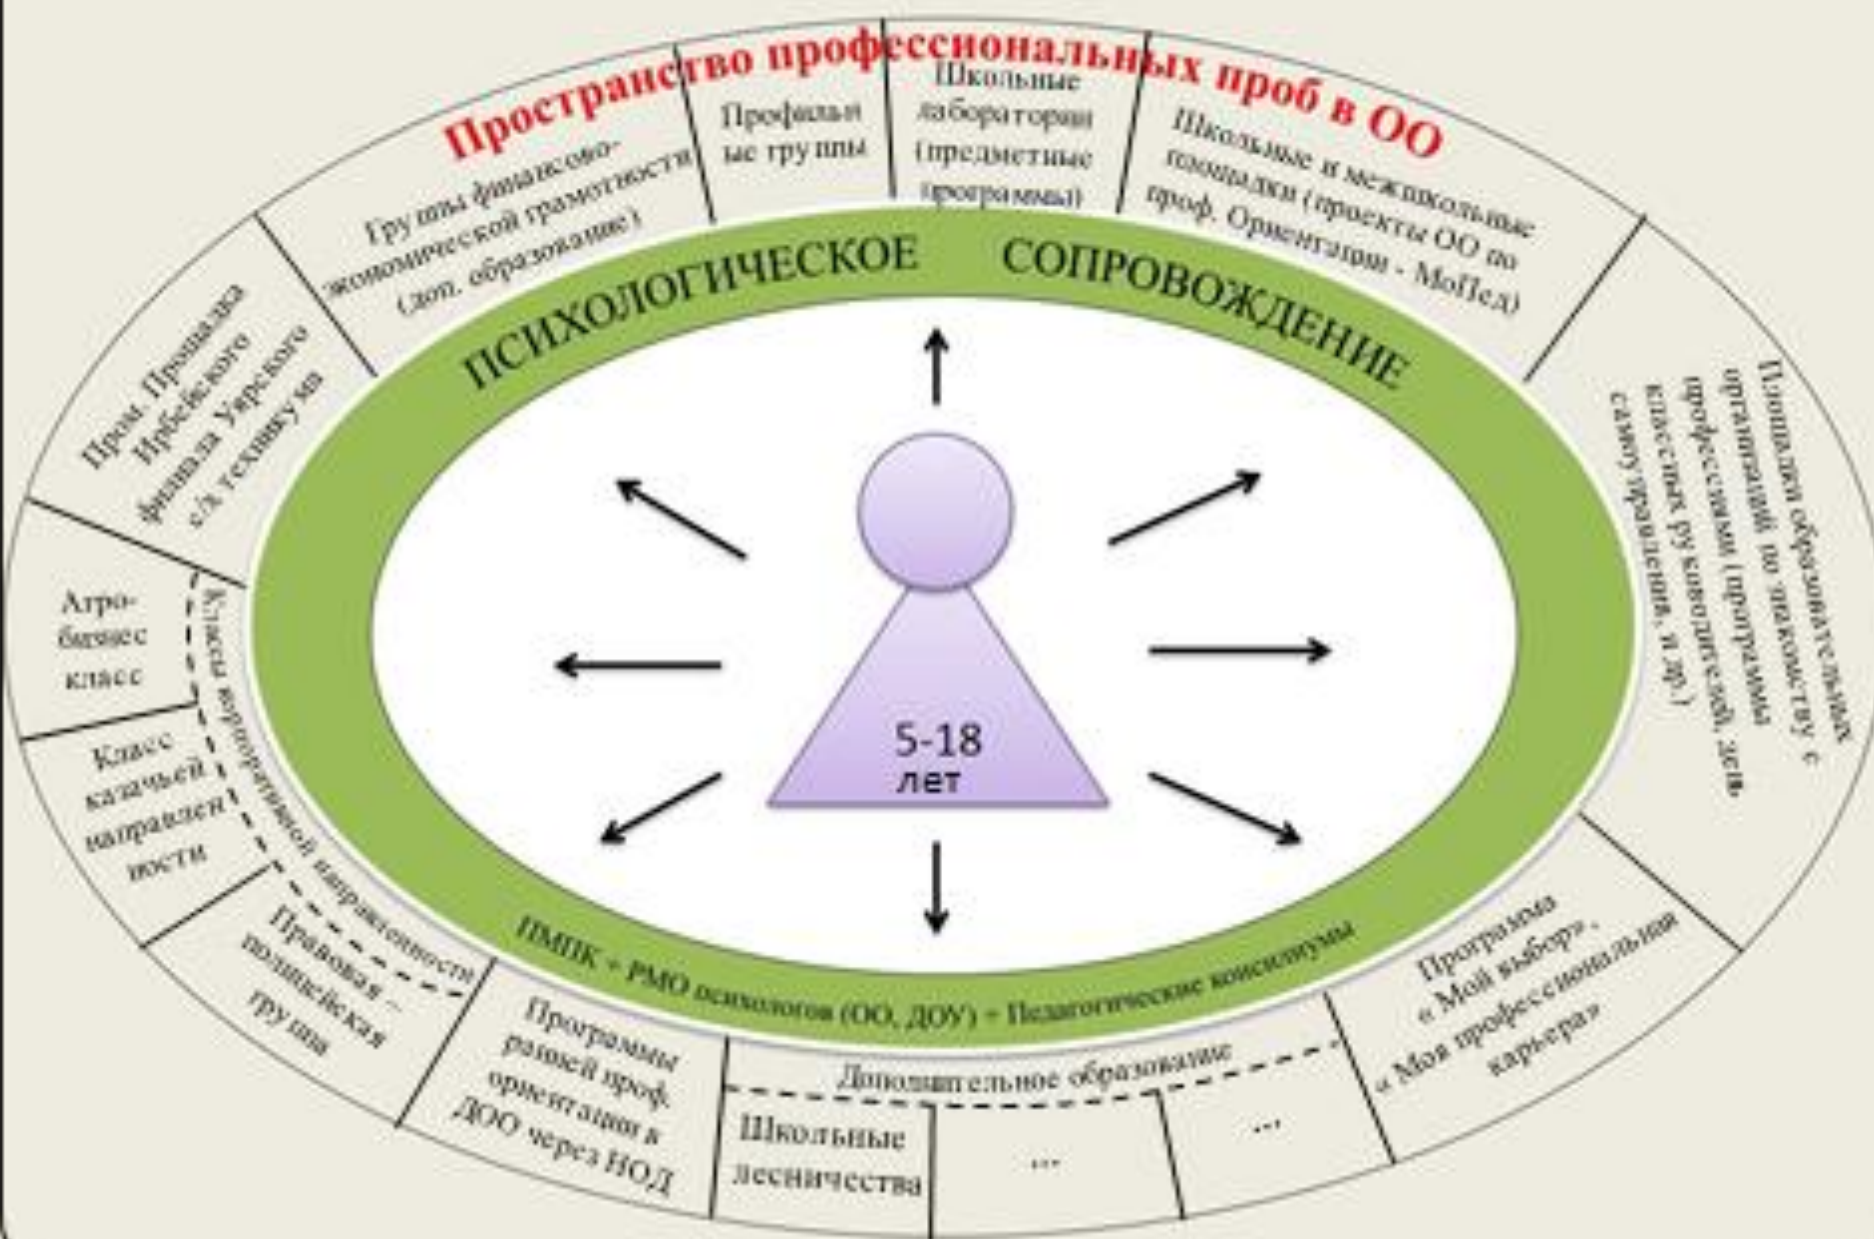 Пространство профессиональных проб в ОО
Группы финансово-
экономической грамотности
(доп. образование)
Профильн
ые группы
Школьные
лаборатории
(предметные
программы)
Школьные и межшкольные
площадки (проекты ОО по
проф. Ориентации - МоПед)
Площадки образовательных
организаций по знакомству с
профессиями (программы
классных руководителей, день
самоуправления, и др.)
Программа
« Мой выбор»,
« Моя профессиональная
карьера»
Дополнительное образование
...
...
Школьные
лесничества
Программы
ранней проф.
ориентации в
ДОО через НОД
Классы корпоративной направленности
Правовая –
полицейская
группа
Класс
казачьей
направлен
ности
Агро-
бизнес
класс
Пром. Площадка
Ирбейского
филиала Уярского
с/х техникума
ПСИХОЛОГИЧЕСКОЕ СОПРОВОЖДЕНИЕ
5-18
лет
ПМПК + РМО психологов (ОО, ДОУ) + Педагогические консилиумы